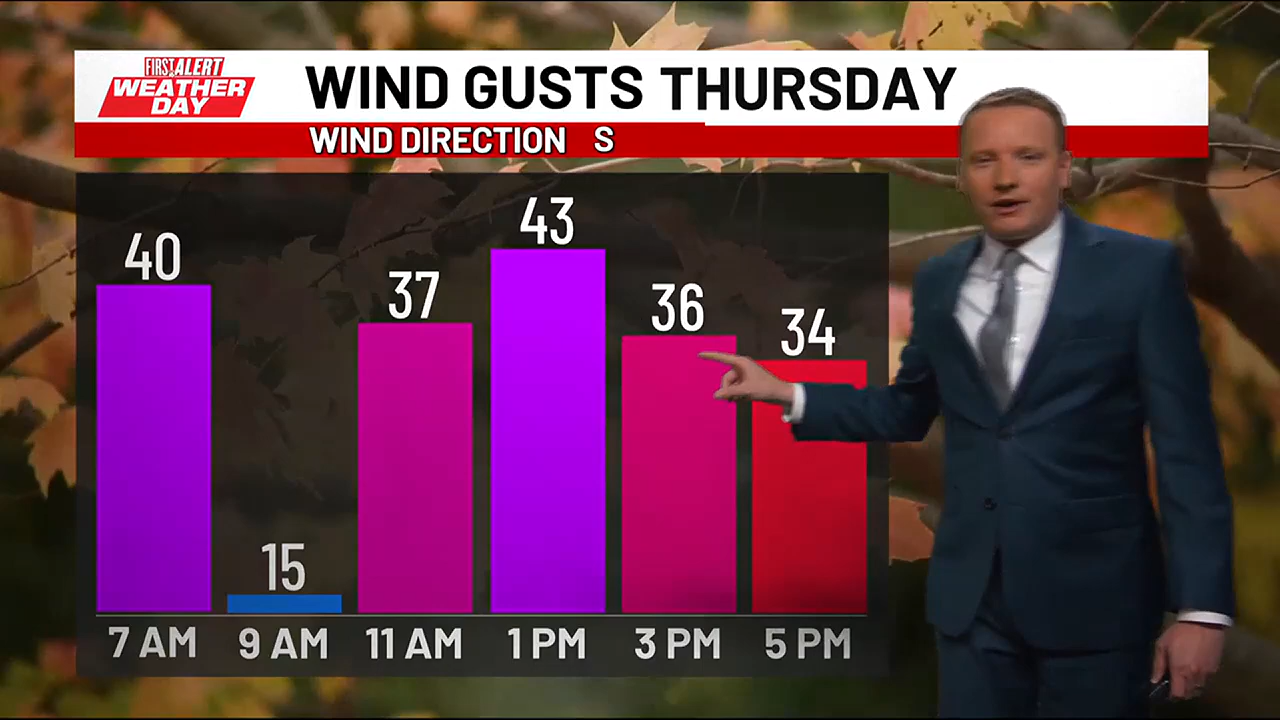 FIRST ALERT
WEATHER
DAY
WIND GUSTS THURSDAY
WIND DIRECTION S
40
15
37
43
36
34
7 AM
9 AM
11 AM
1 PM
3 PM
5 PM